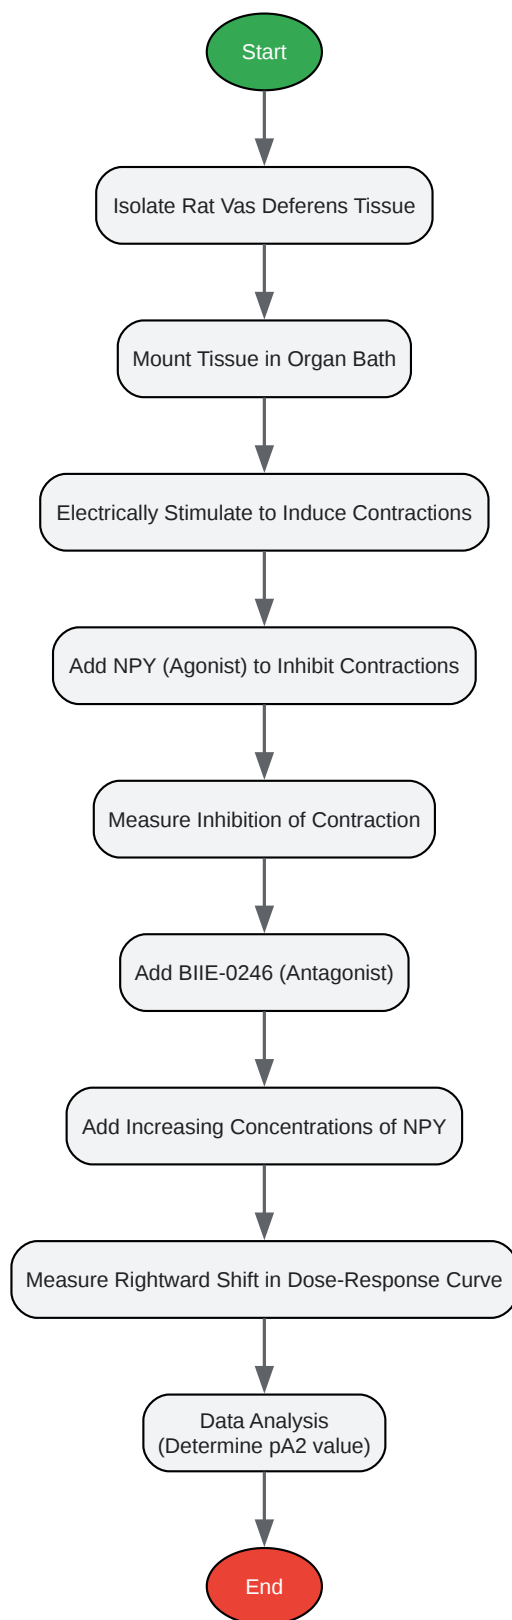 Start
Isolate Rat Vas Deferens Tissue
Mount Tissue in Organ Bath
Electrically Stimulate to Induce Contractions
Add NPY (Agonist) to Inhibit Contractions
Measure Inhibition of Contraction
Add BIIE-0246 (Antagonist)
Add Increasing Concentrations of NPY
Measure Rightward Shift in Dose-Response Curve
Data Analysis
(Determine pA2 value)
End